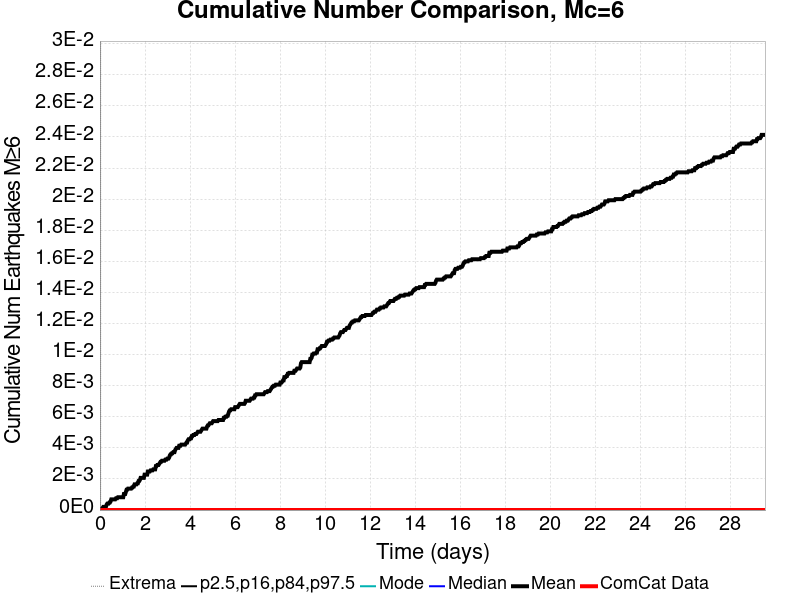 Cumulative Number Comparison, Mc=6
Cumulative Num Earthquakes M≥6
3E-2
2.8E-2
2.6E-2
2.4E-2
2.2E-2
2E-2
1.8E-2
1.6E-2
1.4E-2
1.2E-2
1E-2
8E-3
6E-3
4E-3
2E-3
0E0
0 2 4 6 8 10 12 14 16 18 20 22 24 26 28
Time (days)
Extrema p2.5,p16,p84,p97.5 Mode Median Mean ComCat Data